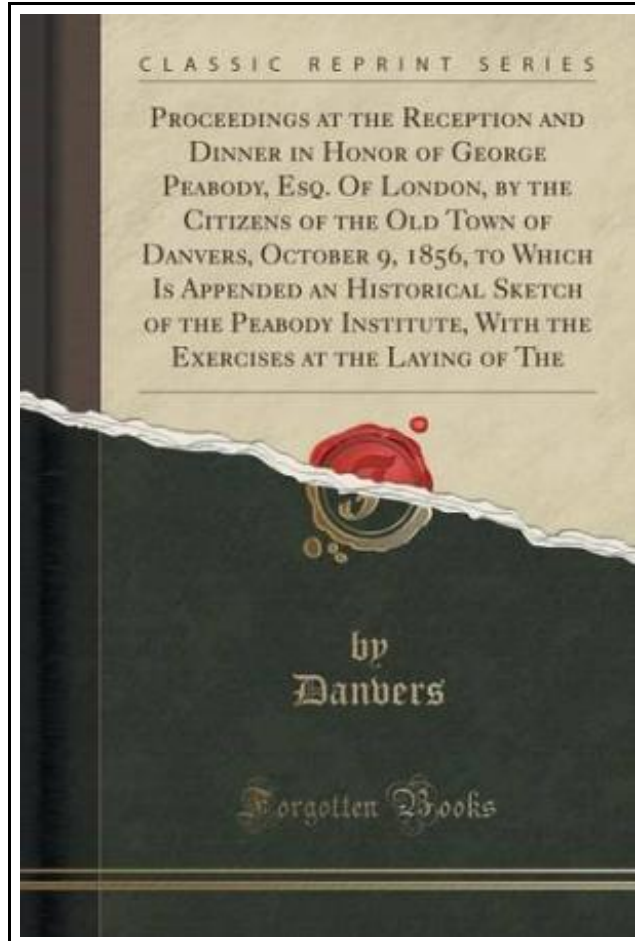 CLASSIC REPRINT SERIES
PROCEEDINGS AT THE RECEPTION AND
DINNER IN HONOR OF GEORGE
PEABODY, ESQ. OF LONDON, BY THE
CITIZENS OF THE OLD TOWN OF
DANVERS, OCTOBER 9, 1856, TO WHICH
IS APPENDED AN HISTORICAL SKETCH
OF THE PEABODY INSTITUTE, WITH THE
EXERCISES AT THE LAYING OF THE
by
Danvers
Forgotten Books